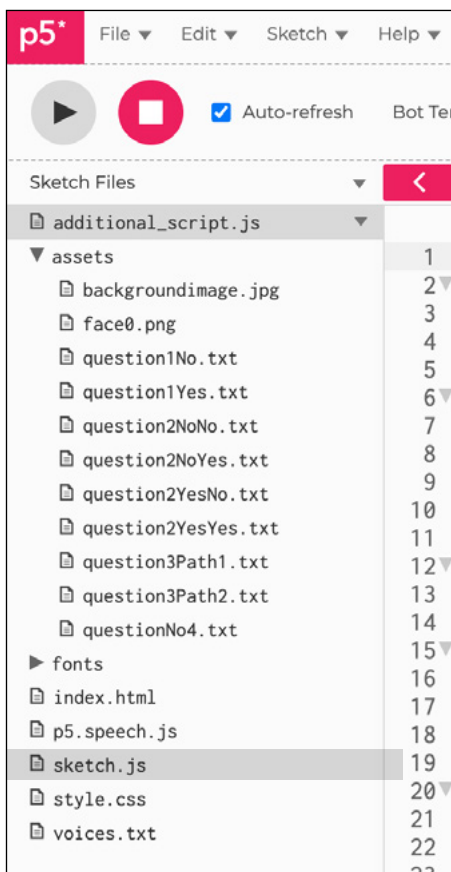 p5* File ▼ Edit ▼ Sketch ▼ Help ▼
Auto-refresh Bot Ter
Sketch Files
additional_script.js
assets
backgroundimage.jpg
face0.png
question1No.txt
question1Yes.txt
question2NoNo.txt
question2NoYes.txt
question2YesNo.txt
question2YesYes.txt
question3Path1.txt
question3Path2.txt
questionNo4.txt
fonts
index.html
p5.speech.js
sketch.js
style.css
voices.txt
1
2
3
4
5
6
7
8
9
10
11
12
13
14
15
16
17
18
19
20
21
22
23